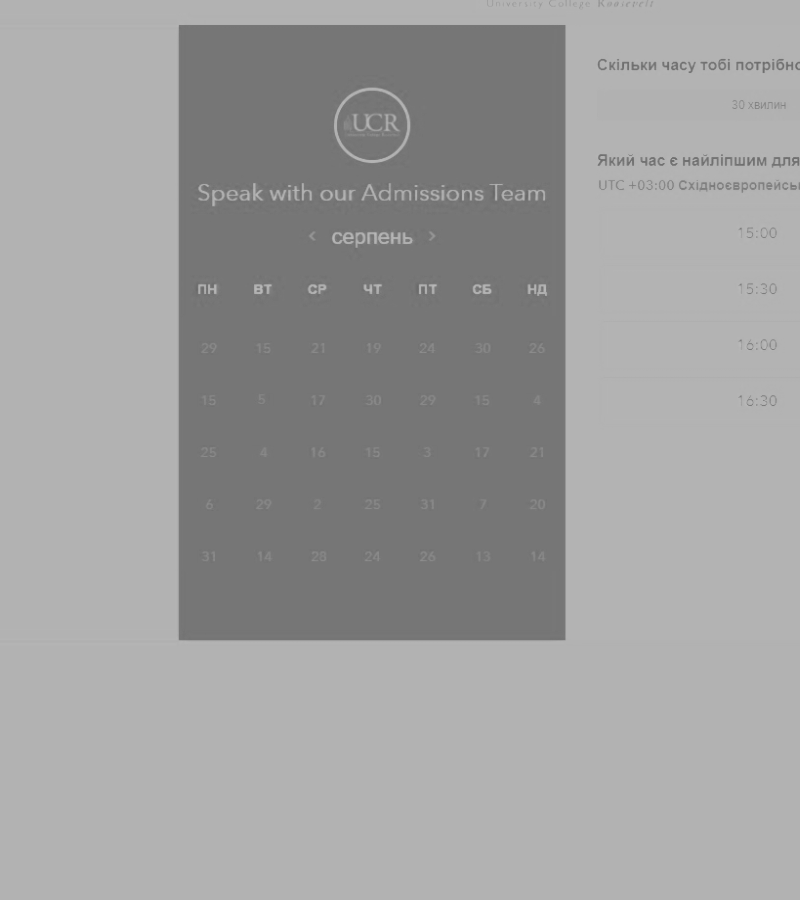 University College Roosevelt
UCR
Speak with our Admissions Team
серпень
ПН ВТ СР ЧТ ПТ СБ НД
29 15 21 19 24 30 26
15 5 17 30 29 15 4
25 4 16 15 3 17 21
6 29 2 25 31 7 20
31 14 28 24 26 13 14
Скільки часу тобі потрібно
30 хвилин
Який час є найліпшим для
UTC +03:00 Східноєвропейсь
15:00
15:30
16:00
16:30